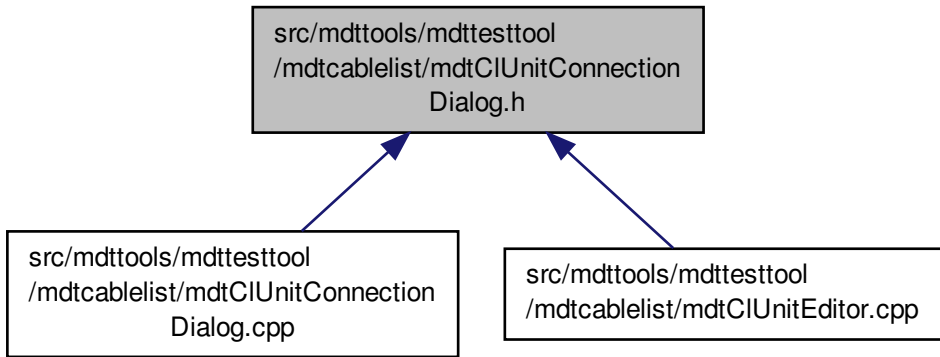 src/mdttools/mdttesttool
/mdtcablelist/mdtClUnitConnection
Dialog.h
src/mdttools/mdttesttool
/mdtcablelist/mdtClUnitConnection
Dialog.cpp
src/mdttools/mdttesttool
/mdtcablelist/mdtClUnitEditor.cpp